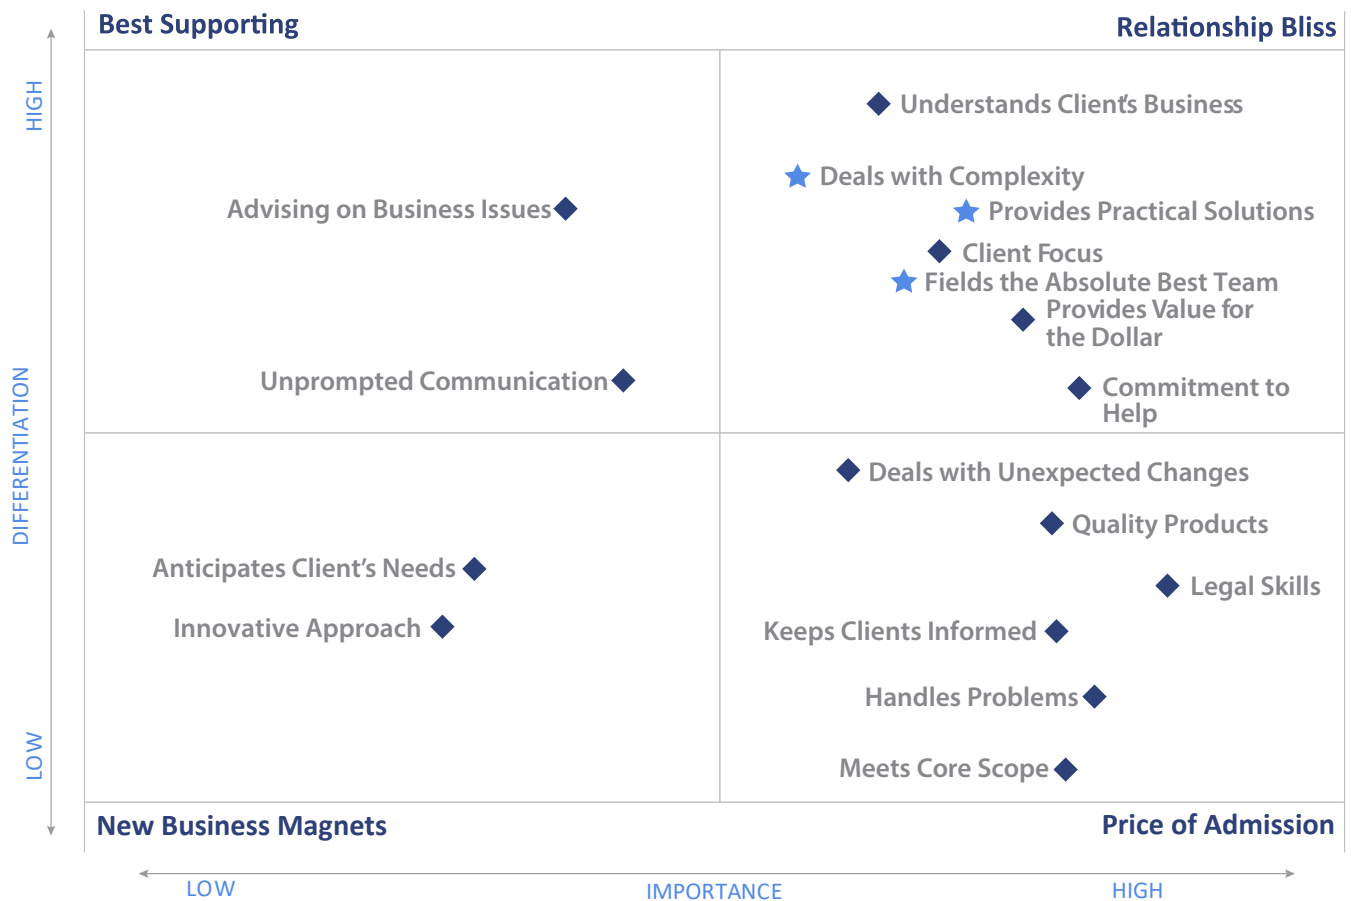 Best Supporting
Relationship Bliss
HIGH
Understands Client's Business
Deals with Complexity
Advising on Business Issues
Provides Practical Solutions
Client Focus
Fields the Absolute Best Team
Provides Value for
the Dollar
Unprompted Communication
Commitment to
Help
DIFFERENTIATION
Deals with Unexpected Changes
Quality Products
Anticipates Client's Needs
Legal Skills
Innovative Approach
Keeps Clients Informed
Handles Problems
LOW
Meets Core Scope
New Business Magnets
Price of Admission
LOW
IMPORTANCE
HIGH